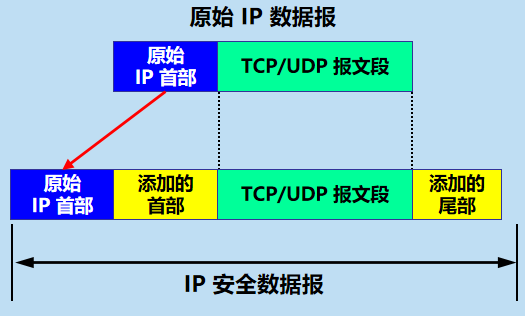 原始 IP 数据报
原始
IP 首部
TCP/UDP 报文段
原始
IP 首部
添加的
首部
TCP/UDP 报文段
添加的
尾部
IP 安全数据报